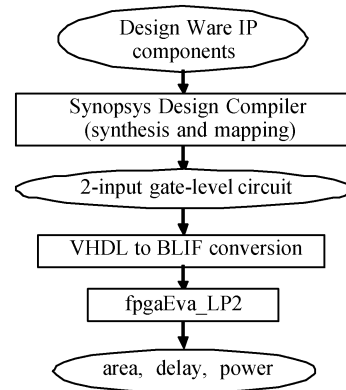 Design Ware IP
components
Synopsys Design Compiler
(synthesis and mapping)
2-input gate-level circuit
VHDL to BLIF conversion
fpgaEva_LP2
area, delay, power